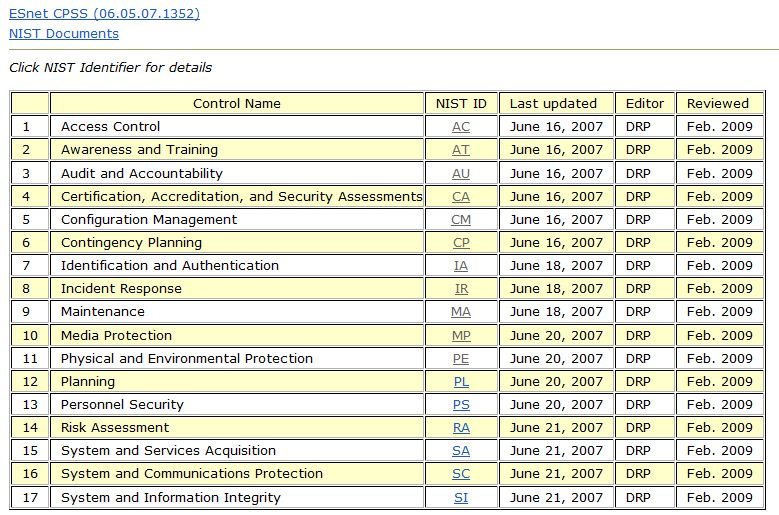 ESnet CPSS (06.05.07.1352)
NIST Documents
Click NIST Identifier for details
Control Name NIST ID Last updated Editor Reviewed
1 Access Control AC June 16, 2007 DRP Feb. 2009
2 Awareness and Training AT June 16, 2007 DRP Feb. 2009
3 Audit and Accountability AU June 16, 2007 DRP Feb. 2009
4 Certification, Accreditation, and Security Assessments CA June 16, 2007 DRP Feb. 2009
5 Configuration Management CM June 16, 2007 DRP Feb. 2009
6 Contingency Planning CP June 16, 2007 DRP Feb. 2009
7 Identification and Authentication IA June 18, 2007 DRP Feb. 2009
8 Incident Response IR June 18, 2007 DRP Feb. 2009
9 Maintenance MA June 18, 2007 DRP Feb. 2009
10 Media Protection MP June 20, 2007 DRP Feb. 2009
11 Physical and Environmental Protection PE June 20, 2007 DRP Feb. 2009
12 Planning PL June 20, 2007 DRP Feb. 2009
13 Personnel Security PS June 20, 2007 DRP Feb. 2009
14 Risk Assessment RA June 21, 2007 DRP Feb. 2009
15 System and Services Acquisition SA June 21, 2007 DRP Feb. 2009
16 System and Communications Protection SC June 21, 2007 DRP Feb. 2009
17 System and Information Integrity SI June 21, 2007 DRP Feb. 2009